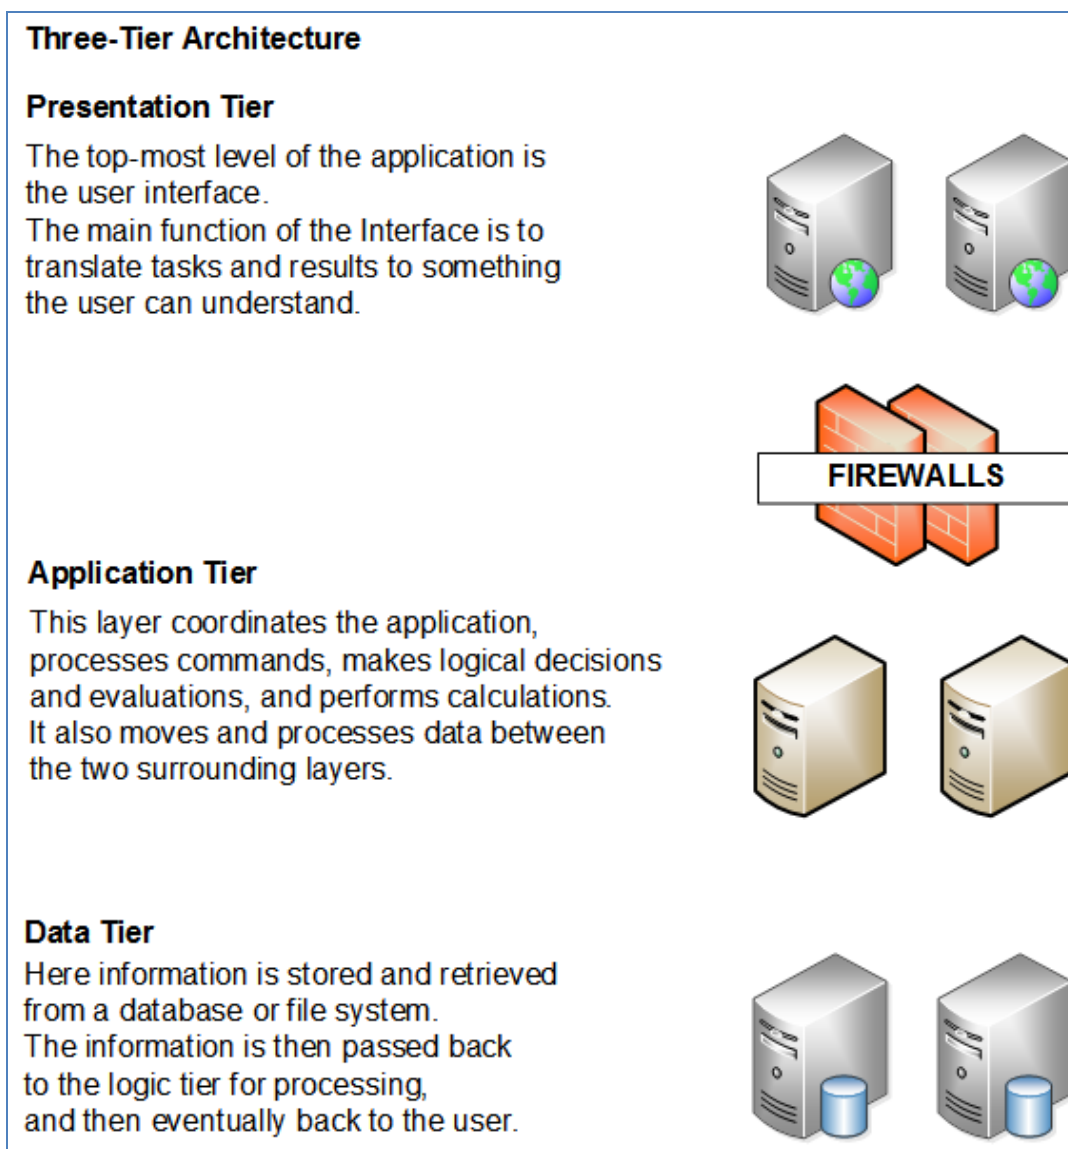 Three-Tier Architecture
Presentation Tier
The top-most level of the application is
the user interface.
The main function of the Interface is to
translate tasks and results to something
the user can understand.
FIREWALLS
Application Tier
This layer coordinates the application,
processes commands, makes logical decisions
and evaluations, and performs calculations.
It also moves and processes data between
the two surrounding layers.
Data Tier
Here information is stored and retrieved
from a database or file system.
The information is then passed back
to the logic tier for processing,
and then eventually back to the user.